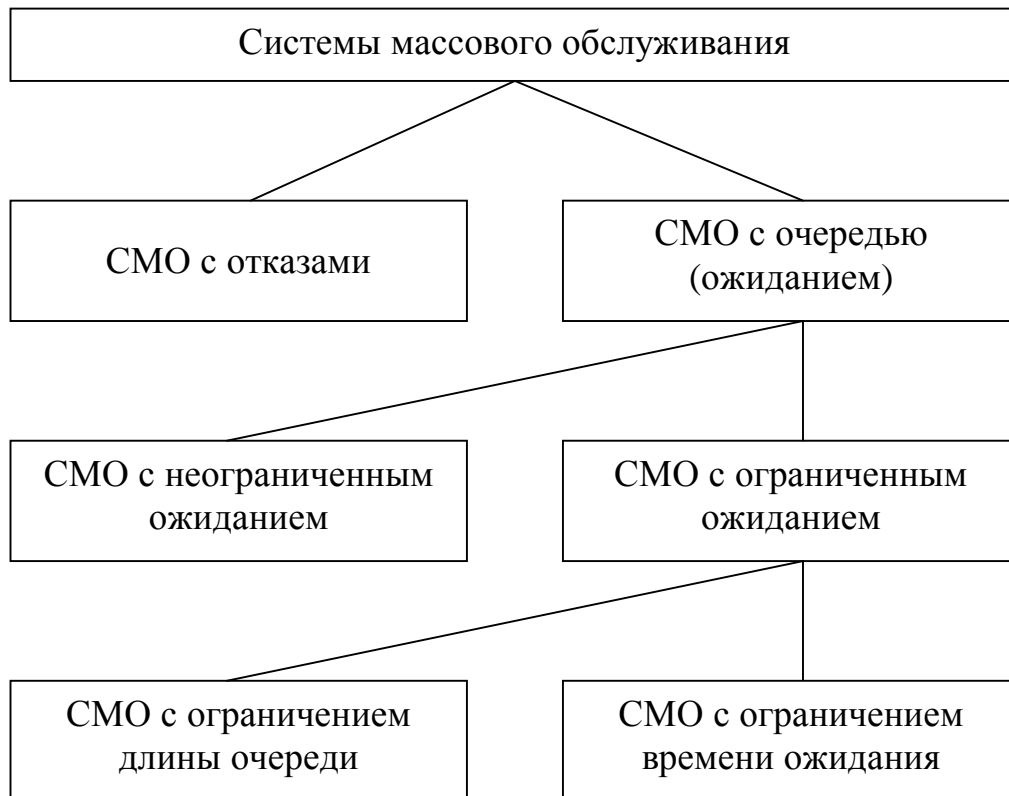 Системы массового обслуживания
СМО с отказами
СМО с очередью
(ожиданием)
СМО с неограниченным
ожиданием
СМО с ограниченным
ожиданием
СМО с ограничением
длины очереди
СМО с ограничением
времени ожидания